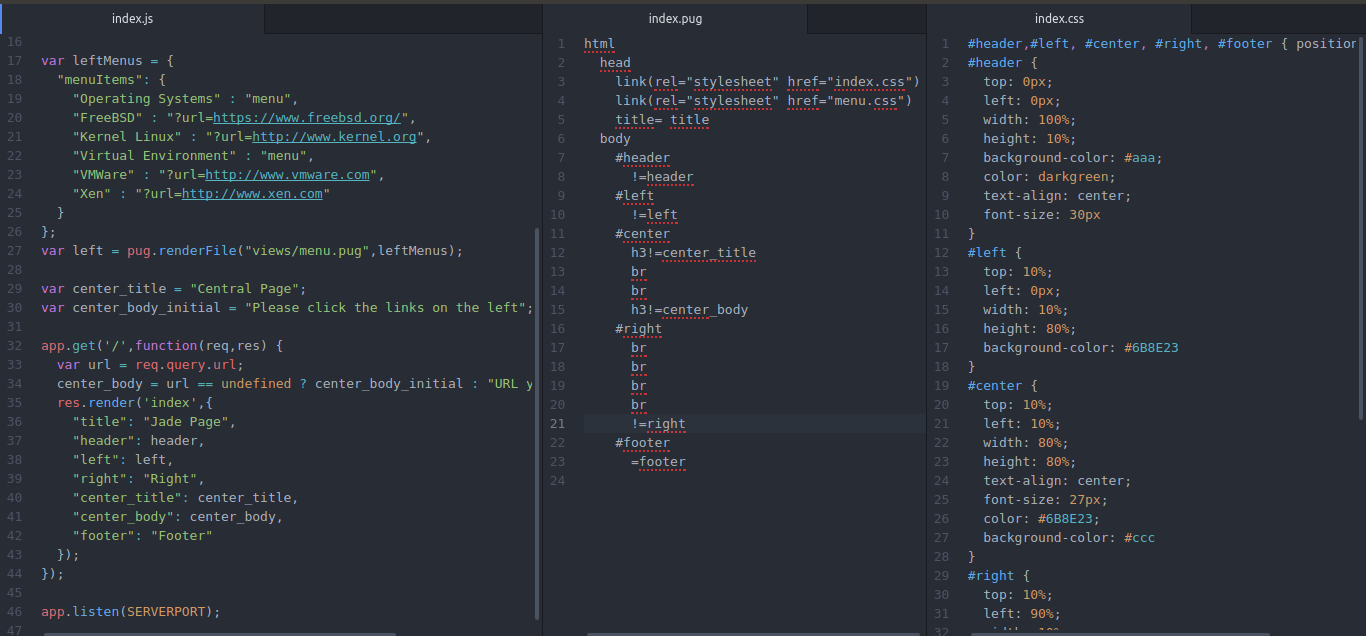 index.js
16
17 var leftMenus = {
18 "menuItems": {
19 "Operating Systems" : "menu",
20 "FreeBSD" : "?url=https://www.freebsd.org/",
21 "Kernel Linux" : "?url=http://www.kernel.org",
22 "Virtual Environment" : "menu",
23 "VMWare" : "?url=http://www.vmware.com",
24 "Xen" : "?url=http://www.xen.com"
25 }
26 };
27 var left = pug.renderFile("views/menu.pug",leftMenus);
28
29 var center_title = "Central Page";
30 var center_body_initial = "Please click the links on the left";
31
32 app.get('/',function(req,res) {
33 var url = req.query.url;
34 center_body = url == undefined ? center_body_initial : "URL y
35 res.render('index',{
36 "title": "Jade Page",
37 "header": header,
38 "left": left,
39 "right": "Right",
40 "center_title": center_title,
41 "center_body": center_body,
42 "footer": "Footer"
43 });
44 });
45
46 app.listen(SERVERPORT);
47
index.pug
1 html
2 head
3 link(rel="stylesheet" href="index.css")
4 link(rel="stylesheet" href="menu.css")
5 title= title
6 body
7 #header
8 !=header
9 #left
10 !=left
11 #center
12 h3!=center_title
13 br
14 br
15 h3!=center_body
16 #right
17 br
18 br
19 br
20 br
21 !=right
22 #footer
23 =footer
24
index.css
1 #header,#left, #center, #right, #footer { position
2 #header {
3 top: 0px;
4 left: 0px;
5 width: 100%;
6 height: 10%;
7 background-color: #aaa;
8 color: darkgreen;
9 text-align: center;
10 font-size: 30px
11 }
12 #left {
13 top: 10%;
14 left: 0px;
15 width: 10%;
16 height: 80%;
17 background-color: #6B8E23
18 }
19 #center {
20 top: 10%;
21 left: 10%;
22 width: 80%;
23 height: 80%;
24 text-align: center;
25 font-size: 27px;
26 color: #6B8E23;
27 background-color: #ccc
28 }
29 #right {
30 top: 10%;
31 left: 90%;
32